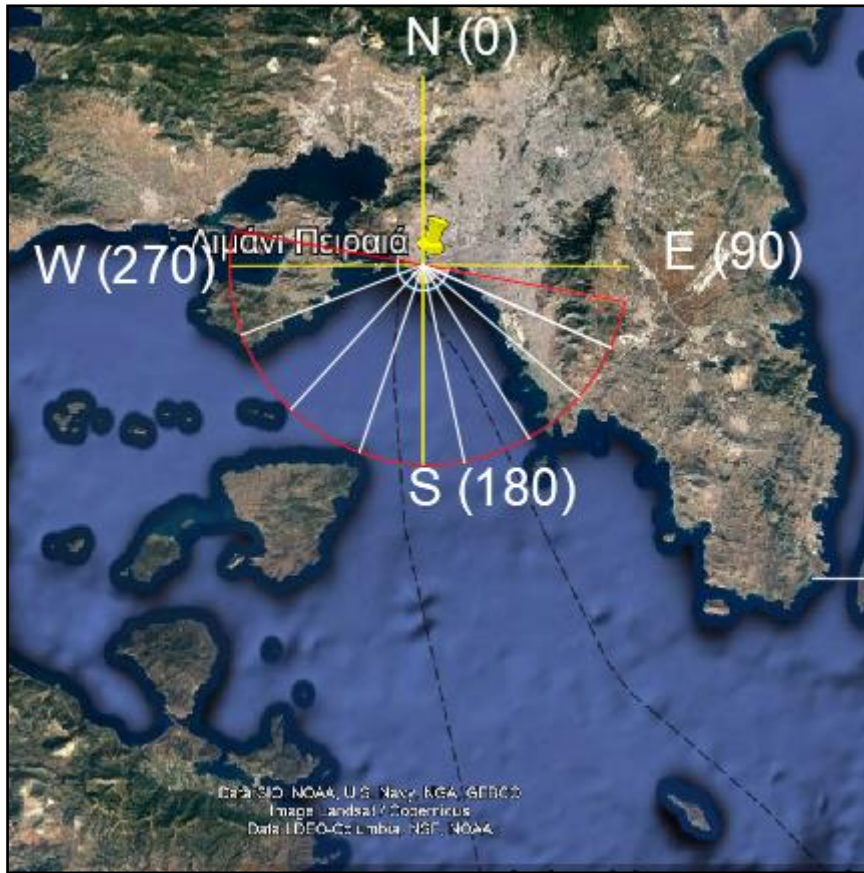 N (0)
Λιμάνι Πειραιά
W (270)
E (90)
S (180)
Data SIO, NOAA, U.S. Navy, NGA, GEBCO
Image Landsat / Copernicus
Data LDEO-Columbia, NSF, NOAA